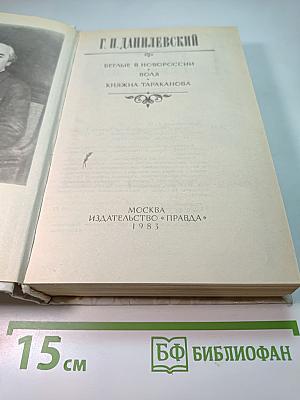 Г. П. ДАНИЛЕВСКИЙ
БЕГЛЫЕ В НОВОРОССИИ
ВОЛЯ
КНЯЖНА ТАРАКАНОВА
МОСКВА
ИЗДАТЕЛЬСТВО «ПРАВДА»
1983
15 см
БФ БИБЛИОФАН